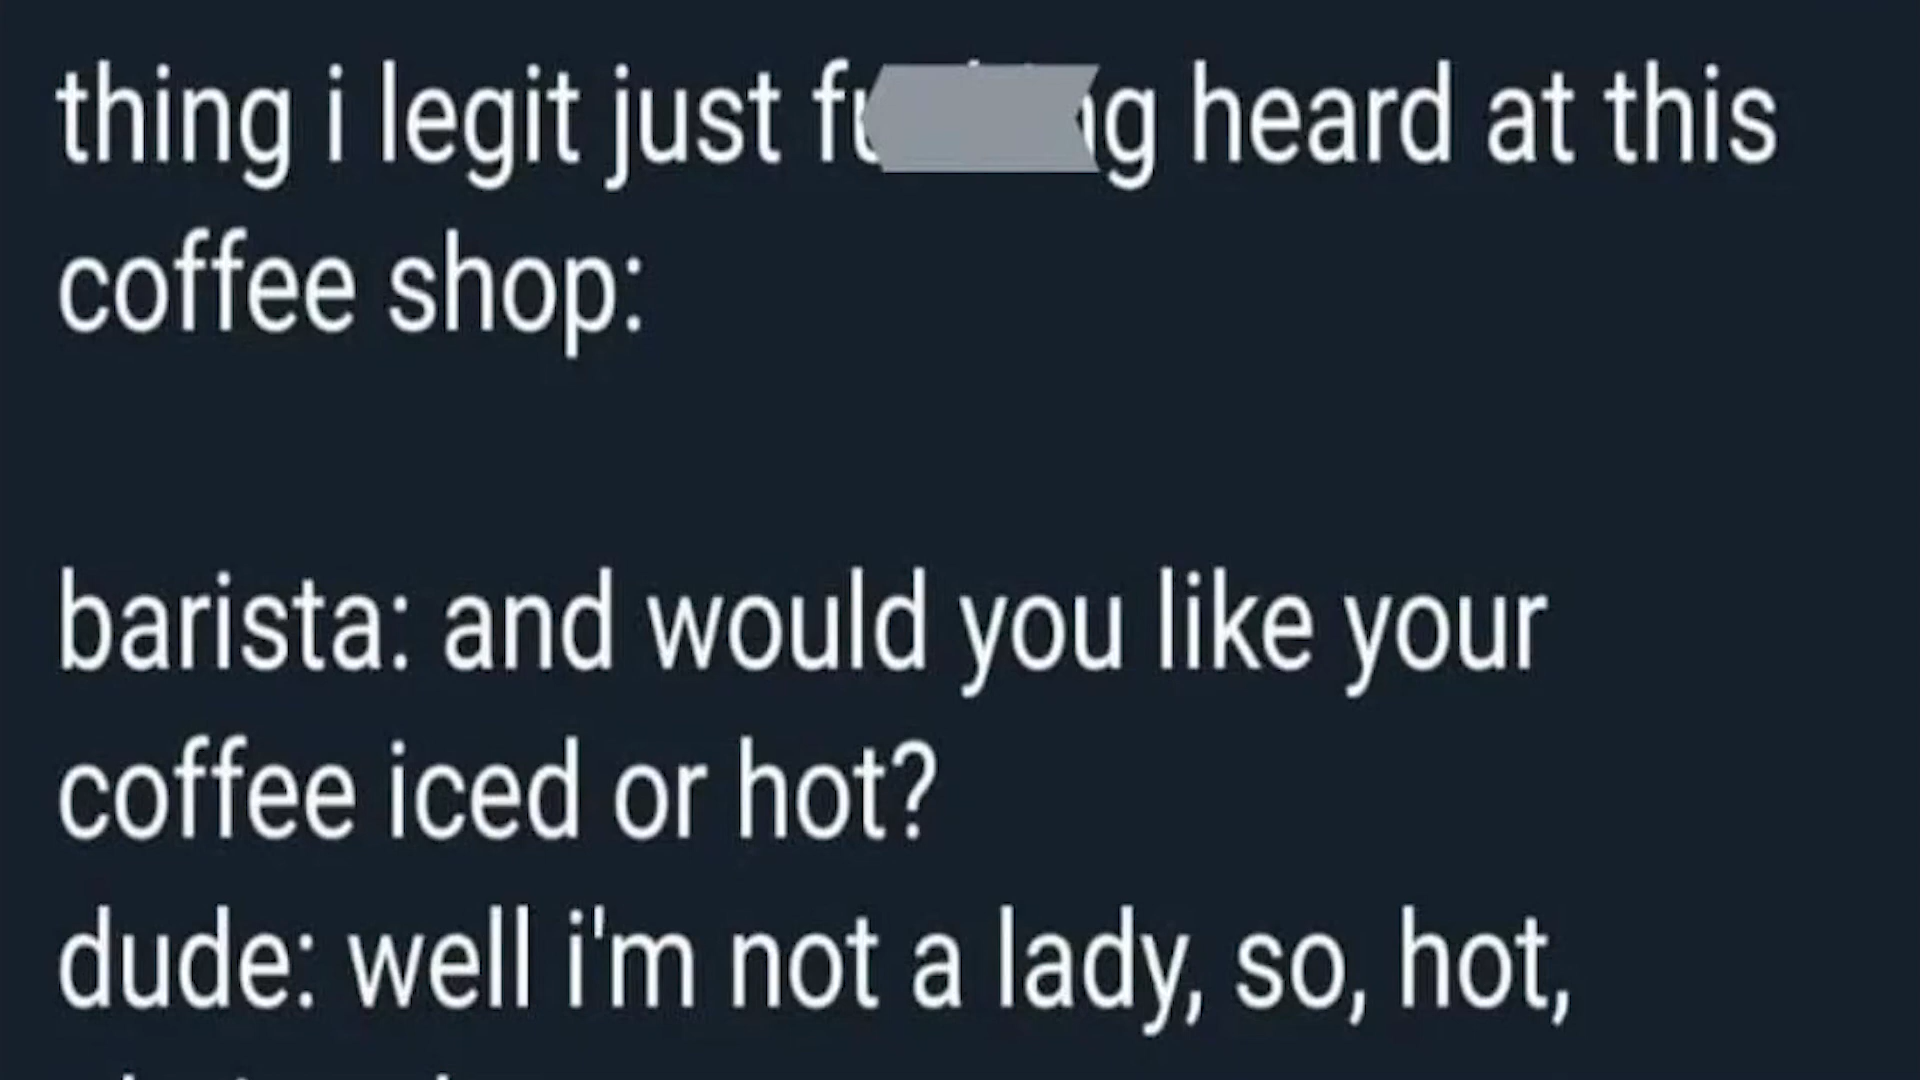 thing i legit just fu g heard at this
coffee shop:
barista: and would you like your
coffee iced or hot?
dude: well i'm not a lady, so, hot,